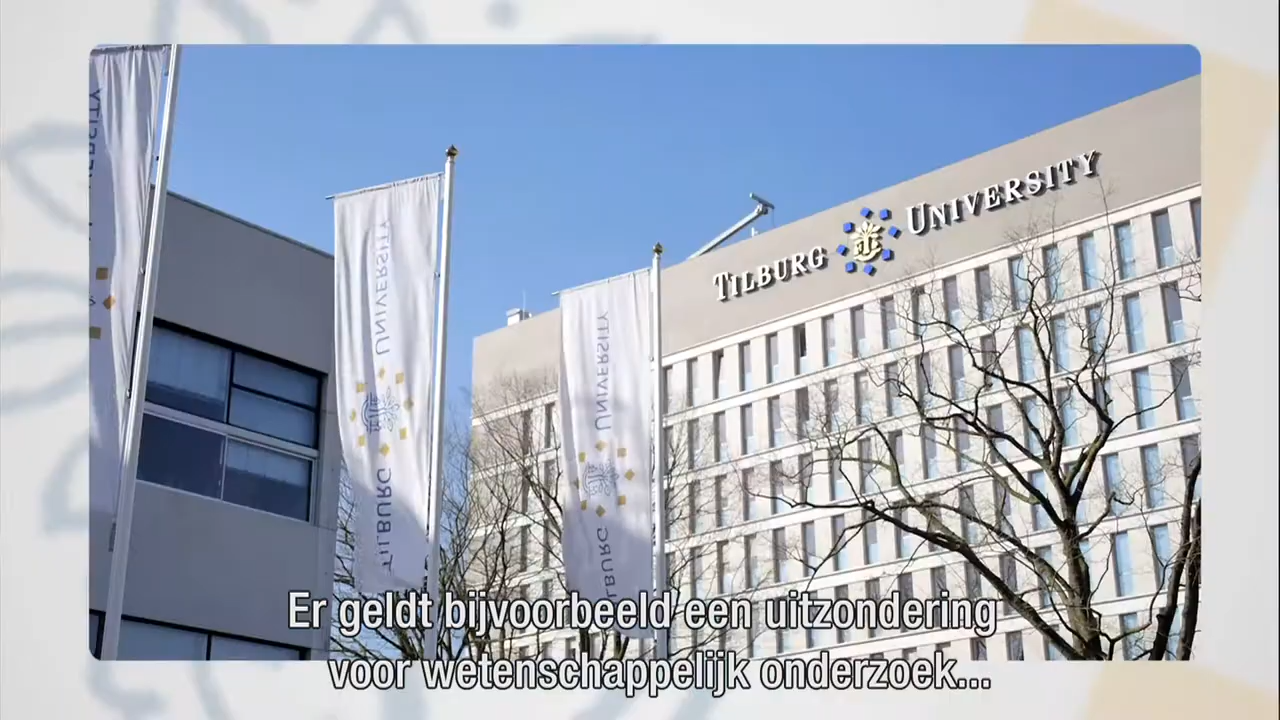 TILBURG UNIVERSITY
TILBURG UNIVERSITY
TILBURG UNIVERSITY
Er geldt bijvoorbeeld een uitzondering
voor wetenschappelijk onderzoek...